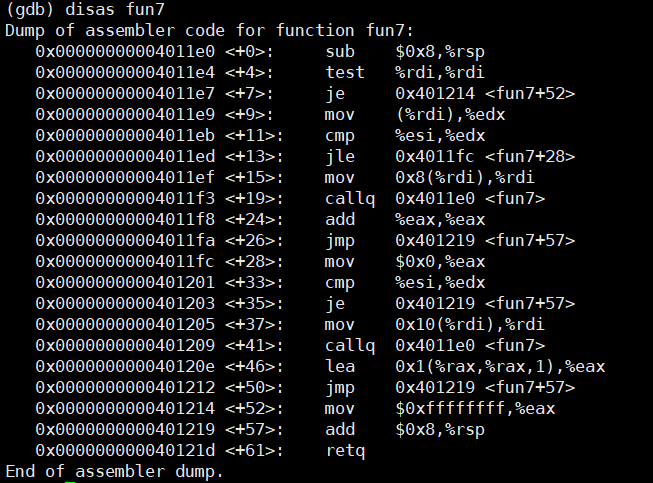 (gdb) disas fun7
Dump of assembler code for function fun7:
   0x00000000004011e0 <+0>:     sub    $0x8,%rsp
   0x00000000004011e4 <+4>:     test   %rdi,%rdi
   0x00000000004011e7 <+7>:     je     0x401214 <fun7+52>
   0x00000000004011e9 <+9>:     mov    (%rdi),%edx
   0x00000000004011eb <+11>:    cmp    %esi,%edx
   0x00000000004011ed <+13>:    jle    0x4011fc <fun7+28>
   0x00000000004011ef <+15>:    mov    0x8(%rdi),%rdi
   0x00000000004011f3 <+19>:    callq  0x4011e0 <fun7>
   0x00000000004011f8 <+24>:    add    %eax,%eax
   0x00000000004011fa <+26>:    jmp    0x401219 <fun7+57>
   0x00000000004011fc <+28>:    mov    $0x0,%eax
   0x0000000000401201 <+33>:    cmp    %esi,%edx
   0x0000000000401203 <+35>:    je     0x401219 <fun7+57>
   0x0000000000401205 <+37>:    mov    0x10(%rdi),%rdi
   0x0000000000401209 <+41>:    callq  0x4011e0 <fun7>
   0x000000000040120e <+46>:    lea    0x1(%rax,%rax,1),%eax
   0x0000000000401212 <+50>:    jmp    0x401219 <fun7+57>
   0x0000000000401214 <+52>:    mov    $0xffffffff,%eax
   0x0000000000401219 <+57>:    add    $0x8,%rsp
   0x000000000040121d <+61>:    retq
End of assembler dump.